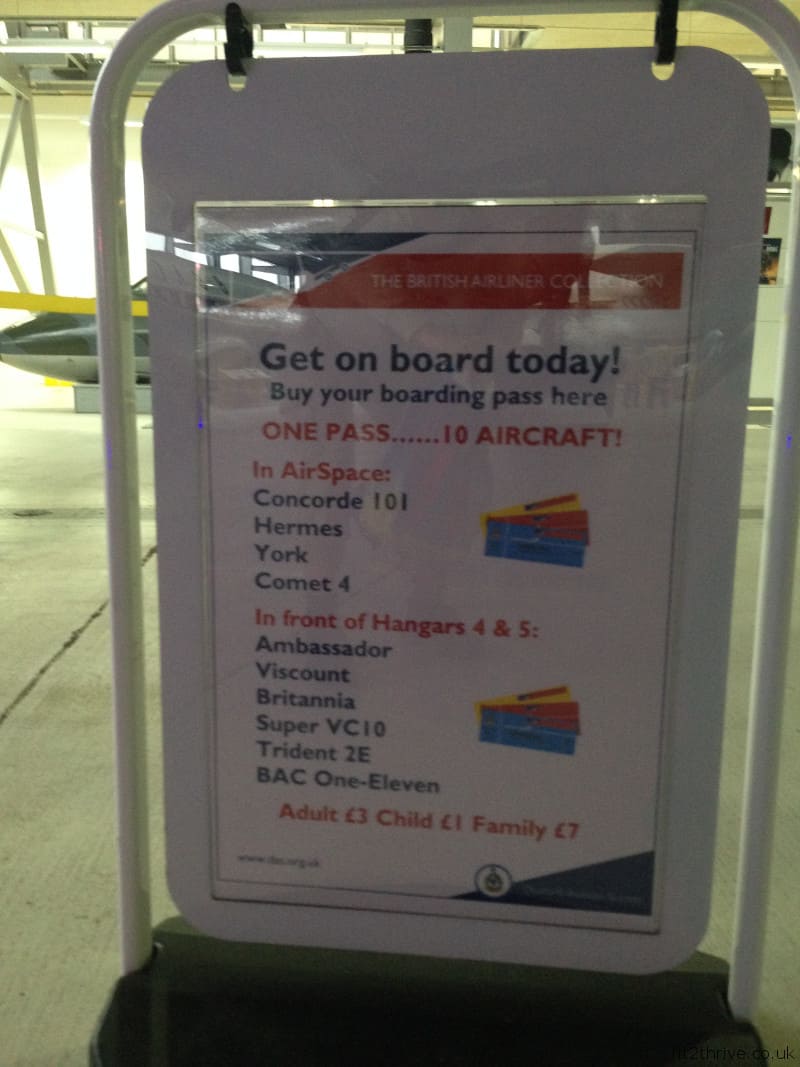 THE BRITISH AIRLINER COLLECTION
Get on board today!
Buy your boarding pass here
ONE PASS......10 AIRCRAFT!
In AirSpace:
Concorde 101
Hermes
York
Comet 4
In front of Hangars 4 & 5:
Ambassador
Viscount
Britannia
Super VC10
Trident 2E
BAC One-Eleven
Adult £3 Child £1 Family £7
www.das.org.uk
fit2thrive.co.uk